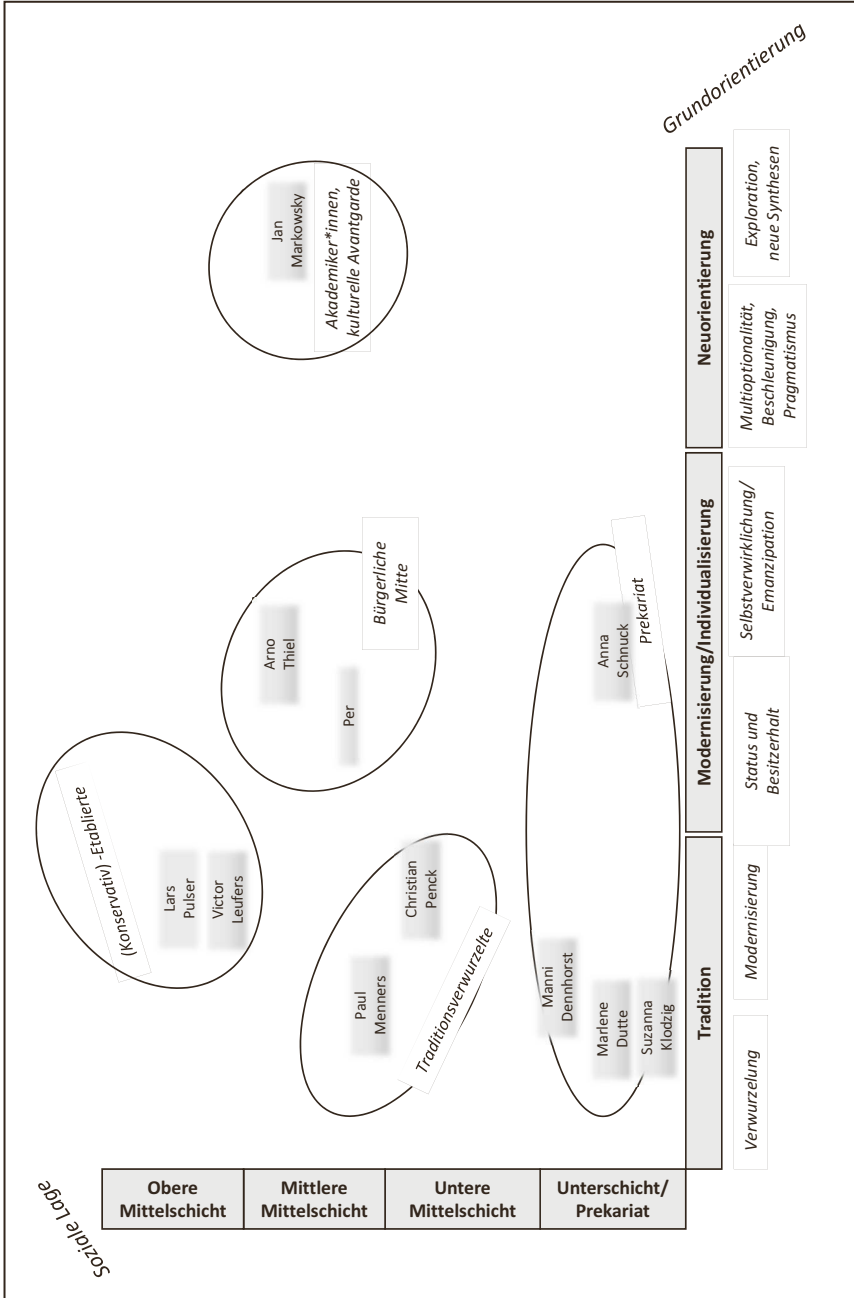 Soziale Lage
Obere
Mittelschicht
Mittlere
Mittelschicht
Untere
Mittelschicht
Unterschicht/
Prekariat
(Konservativ) -Etablierte
Lars
Pulser
Victor
Leufers
Paul
Menners
Christian
Penck
Traditionsverwurzelte
Arno
Thiel
Per
Bürgerliche
Mitte
Jan
Markowsky
Akademiker*innen,
kulturelle Avantgarde
Manni
Dennhorst
Marlene
Dutte
Suzanna
Klodzig
Anna
Schnuck
Prekariat
Tradition
Modernisierung/Individualisierung
Neuorientierung
Grundorientierung
Verwurzelung
Modernisierung
Status und
Besitzerhalt
Selbstverwirklichung/
Emanzipation
Multioptionalität,
Beschleunigung,
Pragmatismus
Exploration,
neue Synthesen